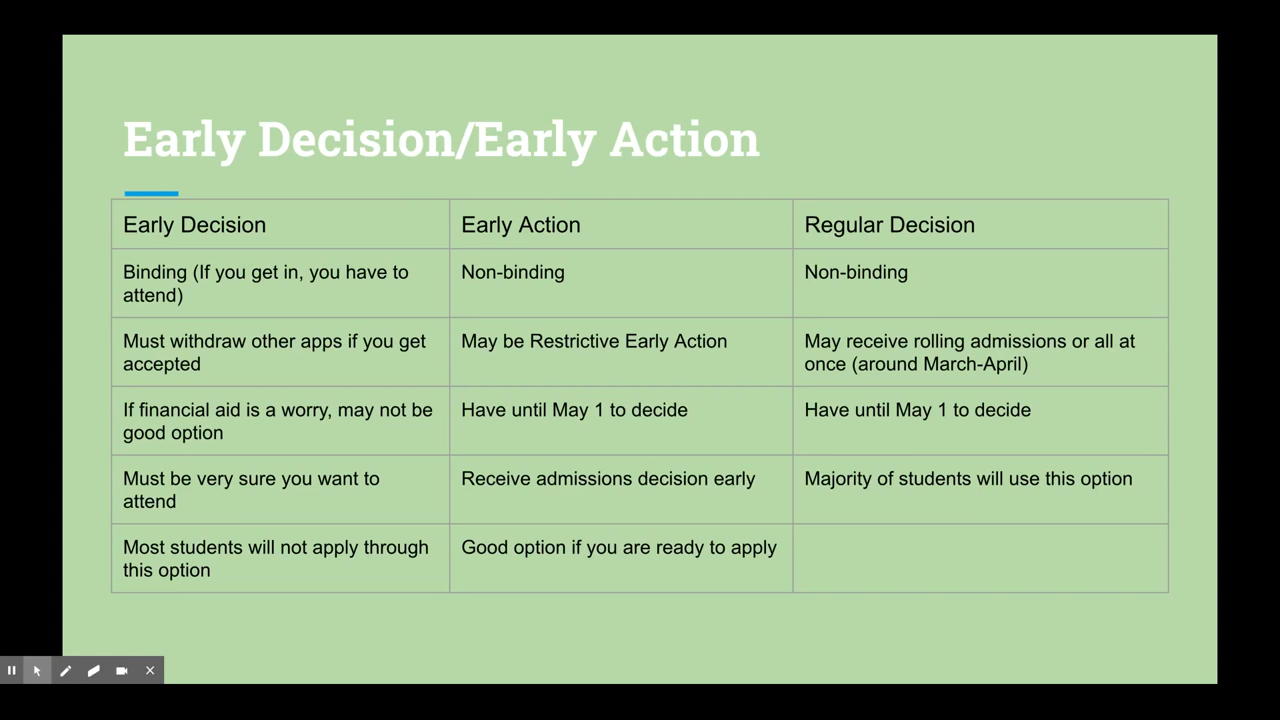 Early Decision/Early Action
Early Decision
Early Action
Regular Decision
Binding (If you get in, you have to
attend)
Non-binding
Non-binding
Must withdraw other apps if you get
accepted
May be Restrictive Early Action
May receive rolling admissions or all at
once (around March-April)
If financial aid is a worry, may not be
good option
Have until May 1 to decide
Have until May 1 to decide
Must be very sure you want to
attend
Receive admissions decision early
Majority of students will use this option
Most students will not apply through
this option
Good option if you are ready to apply